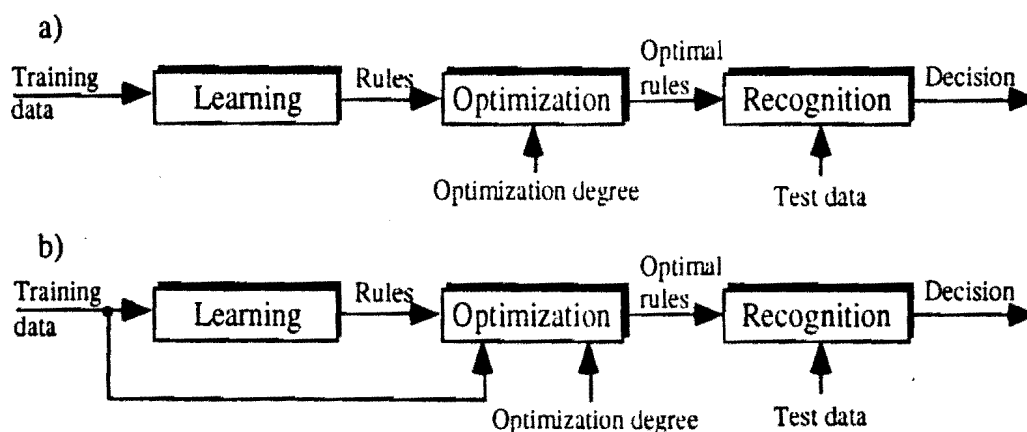 a)
Training
data
Learning
Rules
Optimization
Optimal
rules
Recognition
Decision
Optimization degree
Test data
b)
Training
data
Learning
Rules
Optimization
Optimal
rules
Recognition
Decision
Optimization degree
Test data